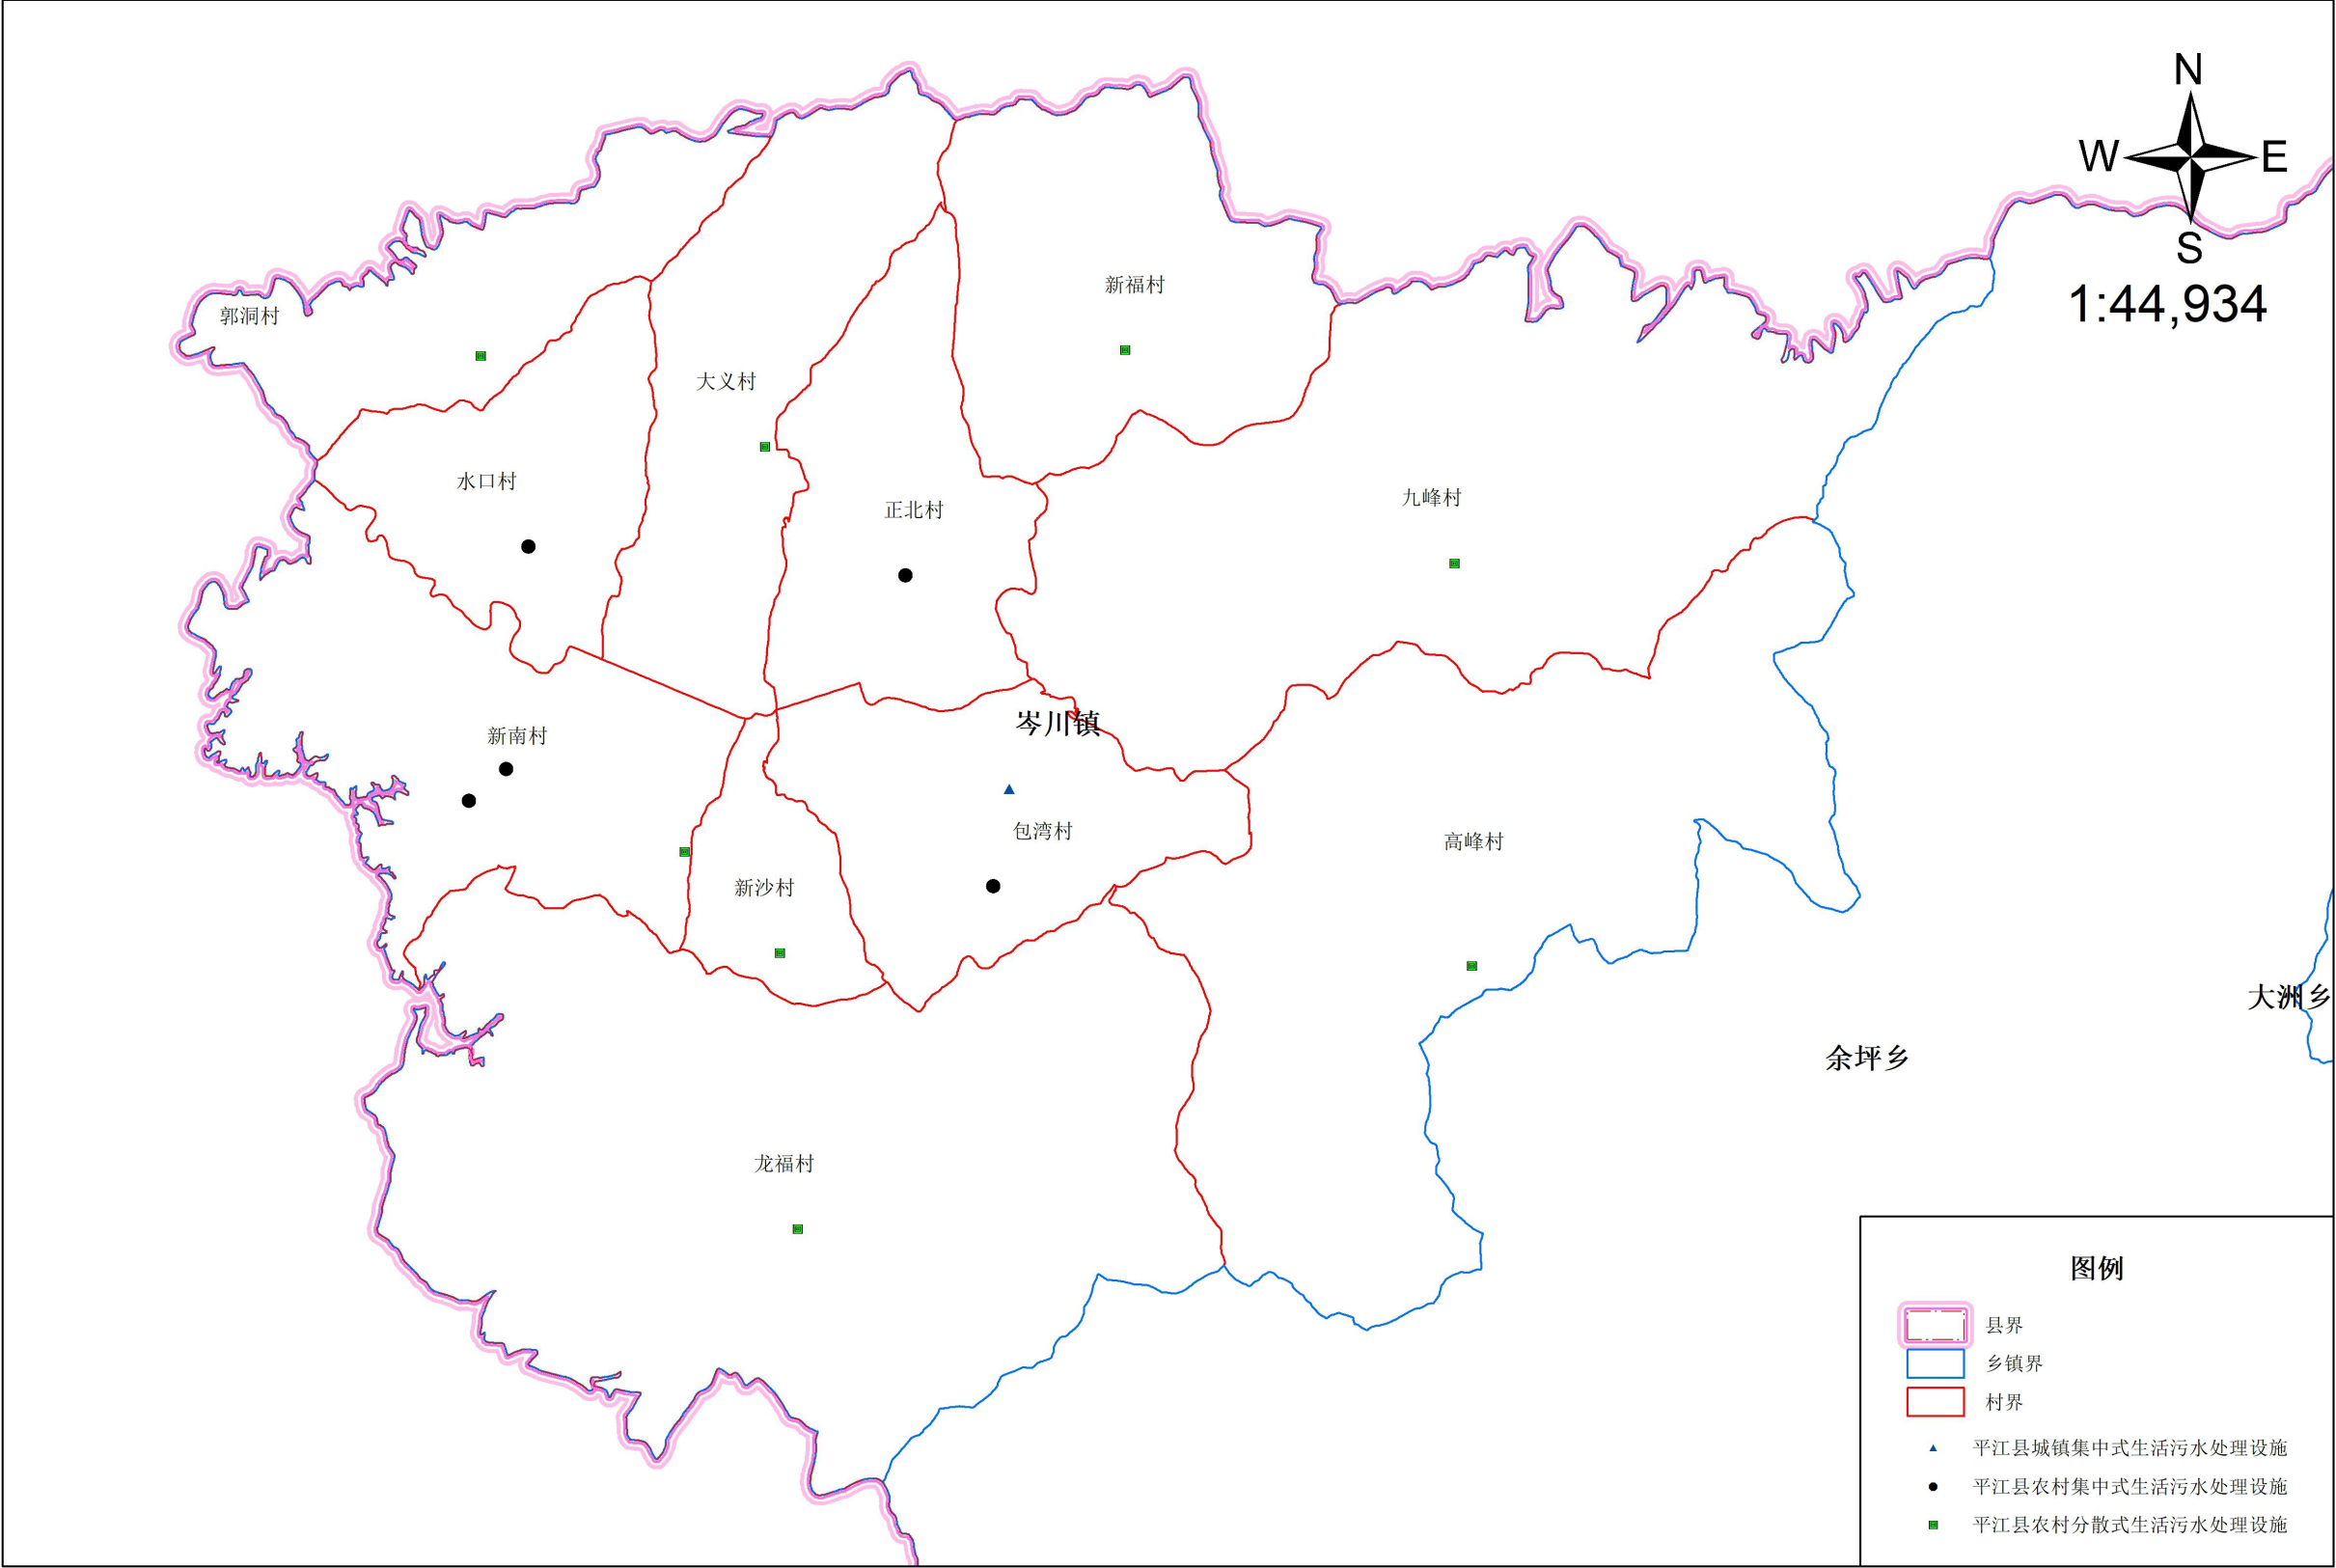 N
W
E
S
1:44,934
新福村
郭洞村
大义村
水口村
九峰村
正北村
岑川镇
新南村
包湾村
高峰村
新沙村
大洲乡
余坪乡
龙福村
图例
县界
乡镇界
村界
平江县城镇集中式生活污水处理设施
平江县农村集中式生活污水处理设施
平江县农村分散式生活污水处理设施